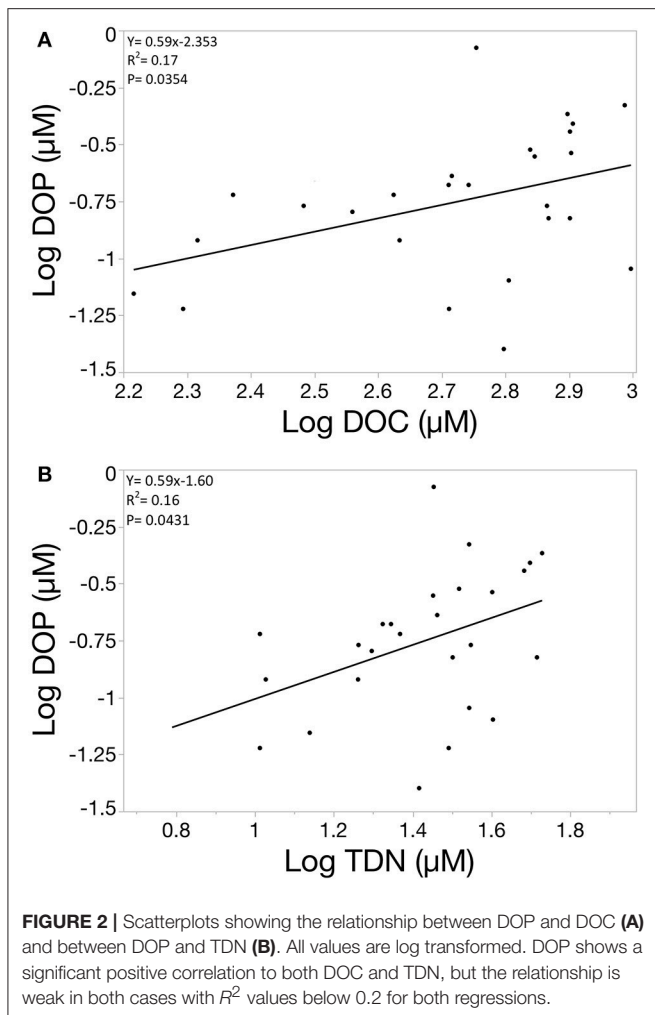 A
Y= 0.59x-2.353
R²= 0.17
P= 0.0354
0
-0.25
-0.5
-0.75
-1
-1.25
-1.5
Log DOP (µM)
2.2 2.3 2.4 2.5 2.6 2.7 2.8 2.9 3
Log DOC (µM)
B
Y= 0.59x-1.60
R²= 0.16
P= 0.0431
0
-0.25
-0.5
-0.75
-1
-1.25
-1.5
Log DOP (µM)
0.8 1 1.2 1.4 1.6 1.8
Log TDN (µM)
FIGURE 2 | Scatterplots showing the relationship between DOP and DOC (A)
and between DOP and TDN (B). All values are log transformed. DOP shows a
significant positive correlation to both DOC and TDN, but the relationship is
weak in both cases with R² values below 0.2 for both regressions.